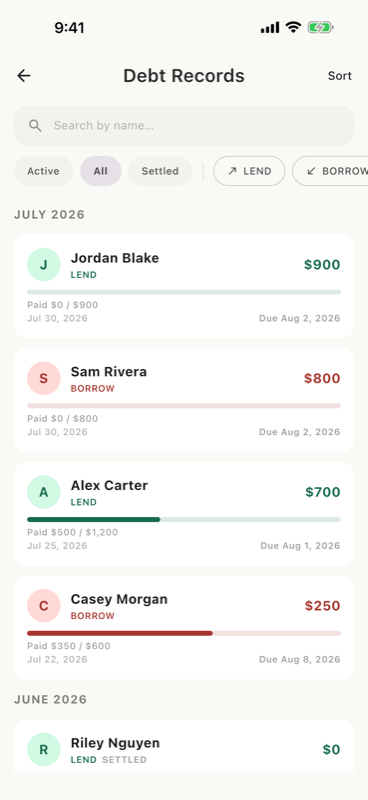 9:41
Debt Records
Sort
Search by name...
Active
All
Settled
LEND
BORROW
JULY 2026
J
Jordan Blake
$900
LEND
Paid $0 / $900
Jul 30, 2026
Due Aug 2, 2026
S
Sam Rivera
$800
BORROW
Paid $0 / $800
Jul 30, 2026
Due Aug 2, 2026
A
Alex Carter
$700
LEND
Paid $500 / $1,200
Jul 25, 2026
Due Aug 1, 2026
C
Casey Morgan
$250
BORROW
Paid $350 / $600
Jul 22, 2026
Due Aug 8, 2026
JUNE 2026
R
Riley Nguyen
$0
LEND SETTLED